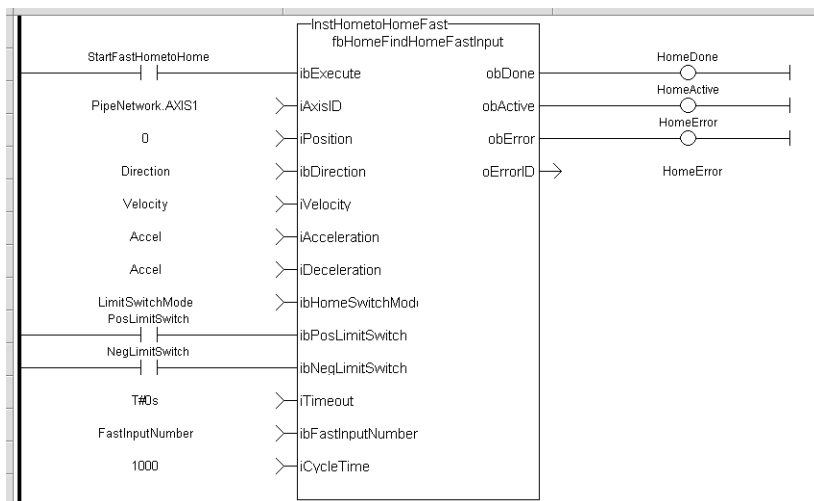 InstHometoHomeFast
fbHomeFindHomeFastInput
StartFastHometoHome
ibExecute
obDone
HomeDone
PipeNetwork.AXIS1
iAxisID
obActive
HomeActive
0
iPosition
obError
HomeError
Direction
ibDirection
oErrorID
HomeError
Velocity
iVelocity
Accel
iAcceleration
Accel
iDeceleration
LimitSwitchMode
ibHomeSwitchMod
PosLimitSwitch
ibPosLimitSwitch
NegLimitSwitch
ibNegLimitSwitch
T#0s
iTimeout
FastInputNumber
ibFastInputNumber
1000
iCycleTime